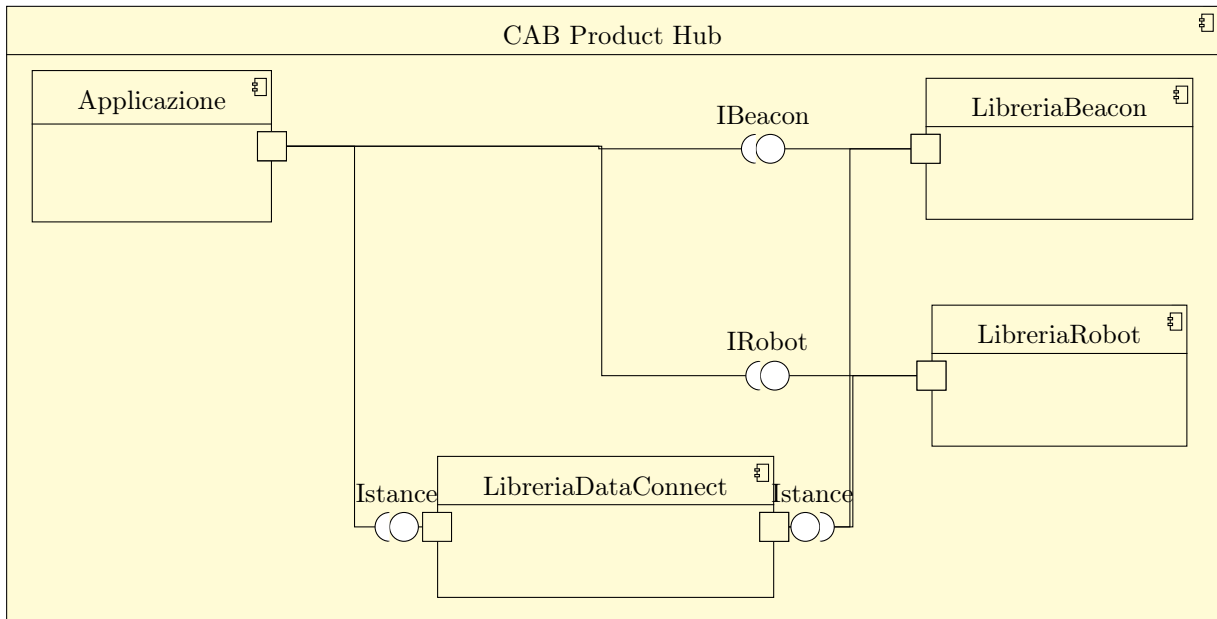 CAB Product Hub
Applicazione
IBeacon
LibreriaBeacon
IRobot
LibreriaRobot
Istance
LibreriaDataConnect
Istance